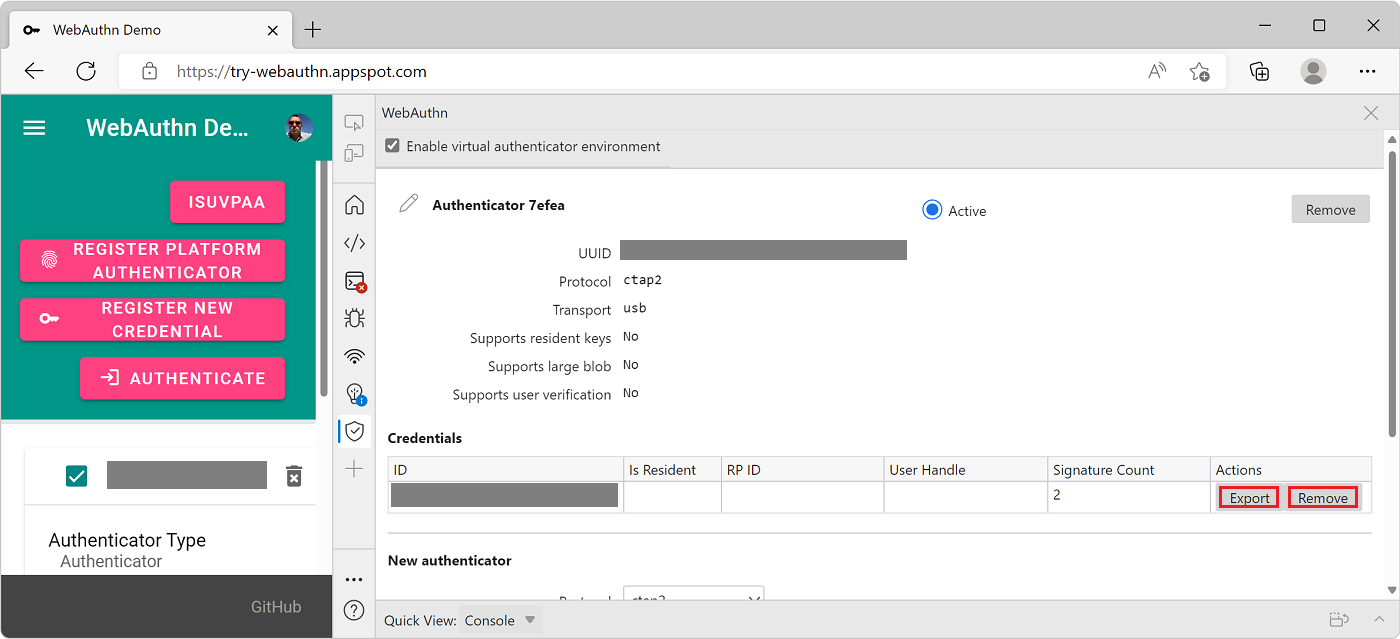 WebAuthn Demo
https://try-webauthn.appspot.com
WebAuthn De...
ISUVPAA
REGISTER PLATFORM
AUTHENTICATOR
REGISTER NEW
CREDENTIAL
AUTHENTICATE
Authenticator Type
Authenticator
GitHub
WebAuthn
Enable virtual authenticator environment
Authenticator 7efea
Active
Remove
UUID
Protocol ctap2
Transport usb
Supports resident keys No
Supports large blob No
Supports user verification No
Credentials
ID Is Resident RP ID User Handle Signature Count Actions
2 Export Remove
New authenticator
Protocol ctap2
Quick View: Console